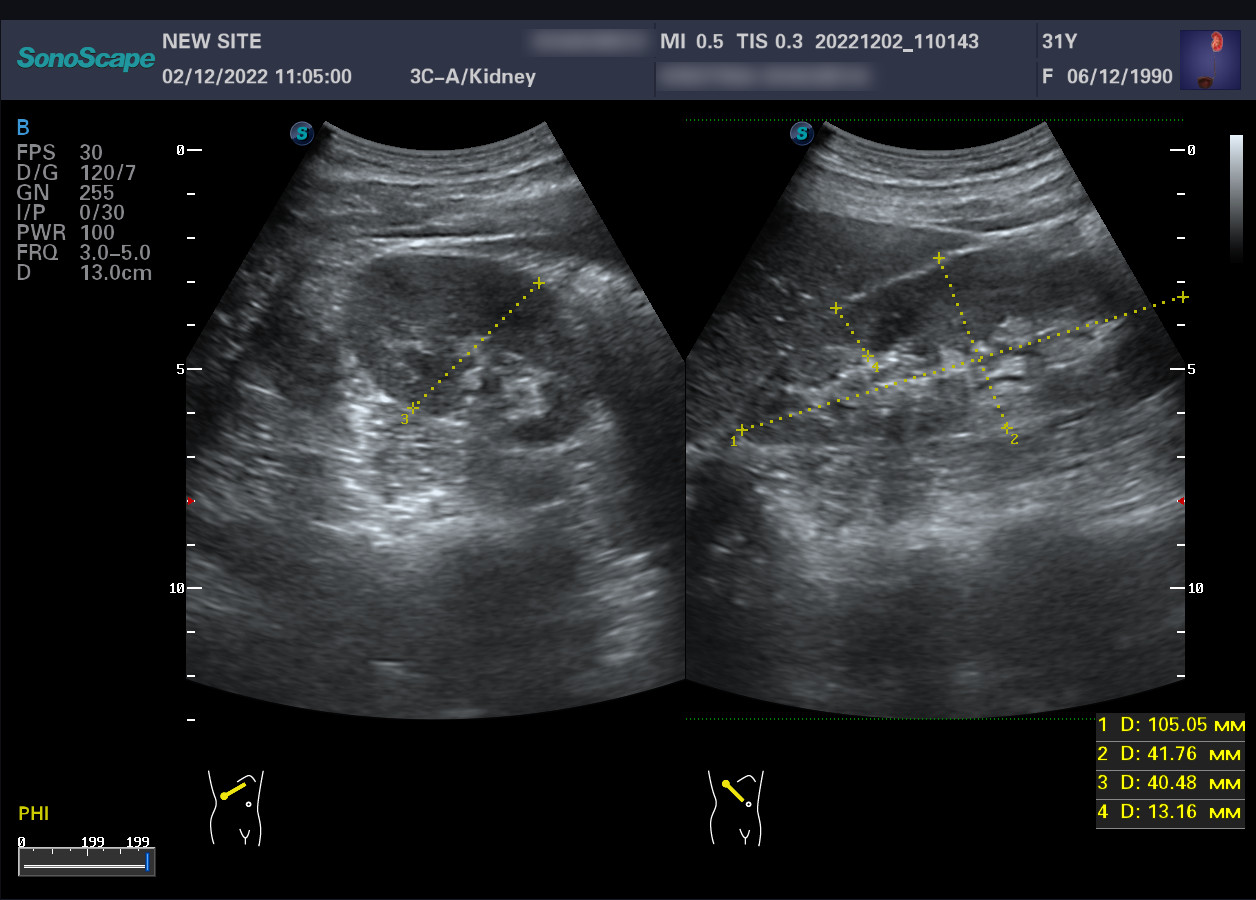 SonoScape
NEW SITE
MI 0.5 TIS 0.3 20221202_110143
31Y
02/12/2022 11:05:00
3C-A/Kidney
F 06/12/1990
B
FPS 30
D/G 120/7
GN 255
I/P 0/30
PWR 100
FRQ 3.0-5.0
D 13.0cm
S
S
0
0
5
5
10
10
3
1
2
1 D: 105.05 мм
2 D: 41.76 мм
3 D: 40.48 мм
4 D: 13.16 мм
PHI
0 199 199